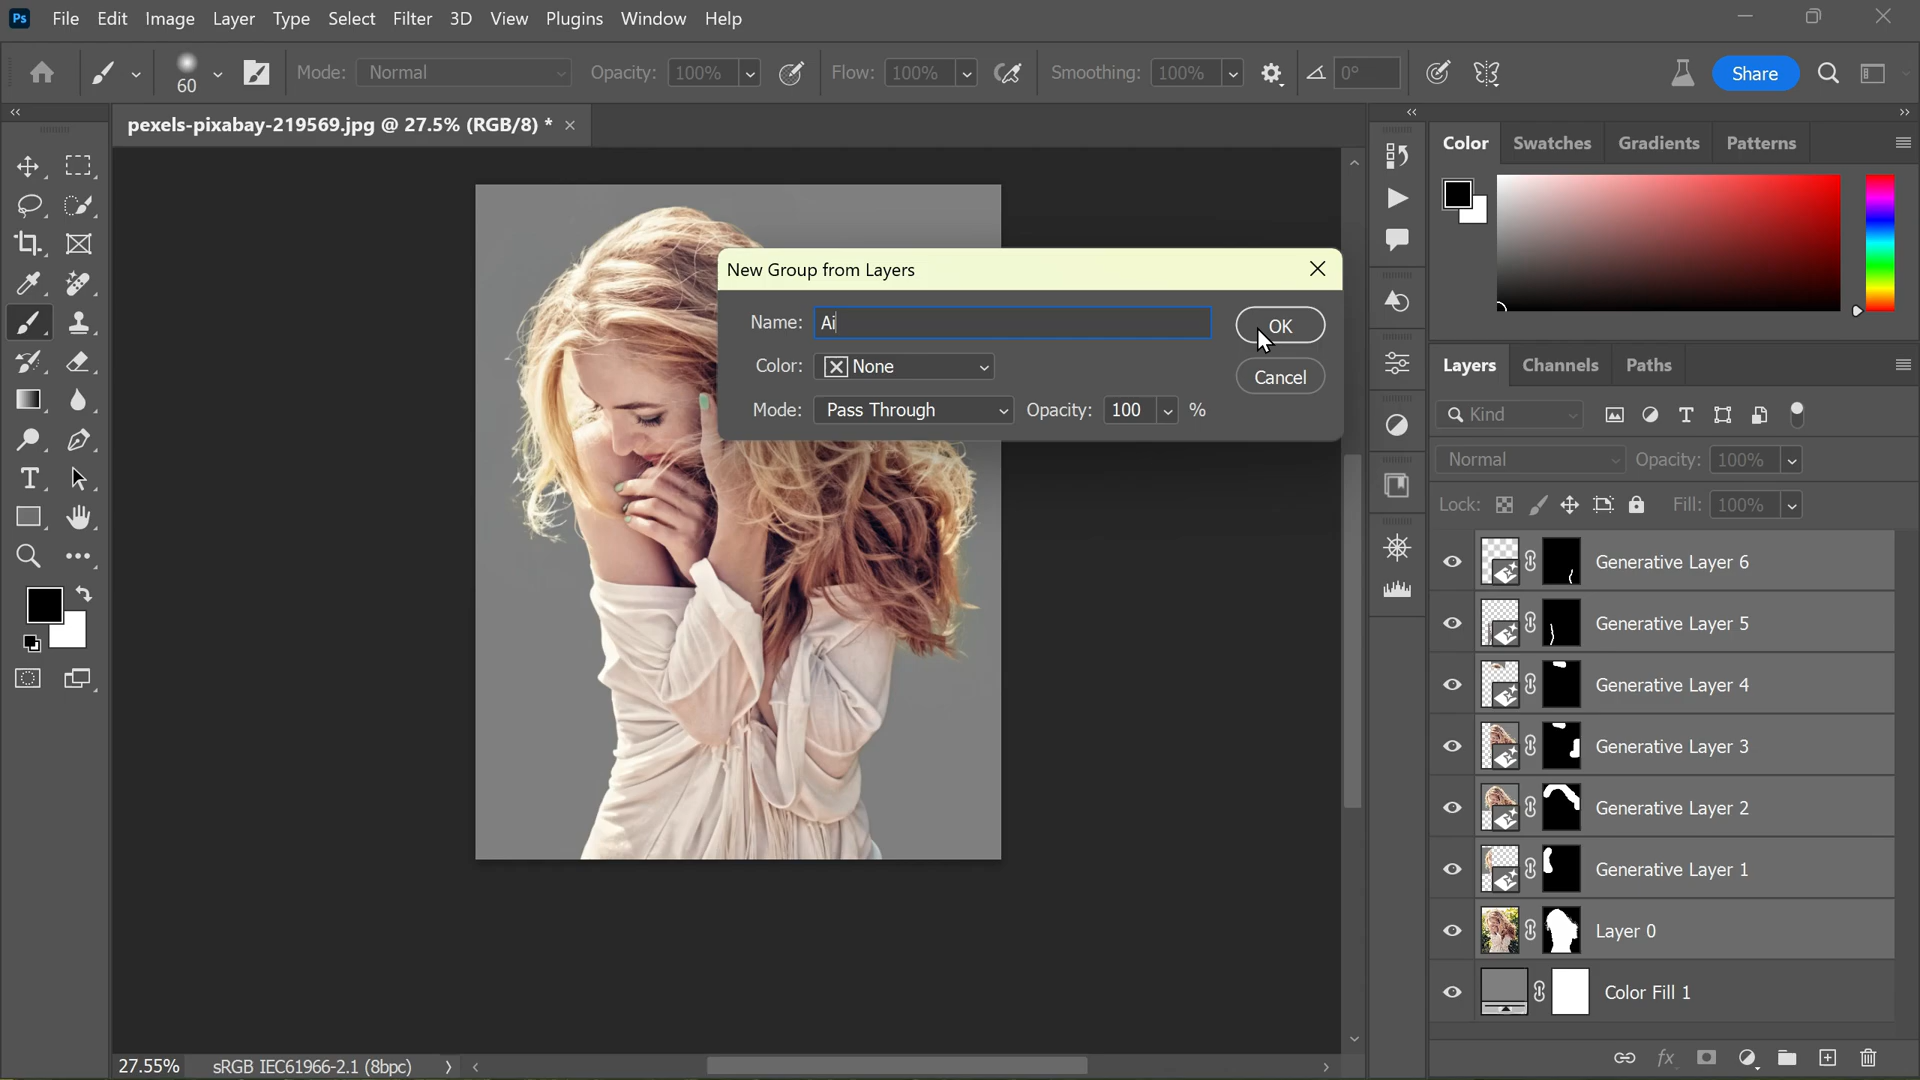 Ps File Edit Image Layer Type Select Filter 3D View Plugins Window Help
60 Mode: Normal Opacity: 100% Flow: 100% Smoothing: 100% 0° Share
pexels-pixabay-219569.jpg @ 27.5% (RGB/8) *
Color Swatches Gradients Patterns
New Group from Layers
Name: Ai OK
Color: None Cancel
Mode: Pass Through Opacity: 100 %
Layers Channels Paths
Kind
Normal Opacity: 100%
Lock: Fill: 100%
Generative Layer 6
Generative Layer 5
Generative Layer 4
Generative Layer 3
Generative Layer 2
Generative Layer 1
Layer 0
Color Fill 1
fx
27.55% sRGB IEC61966-2.1 (8bpc)